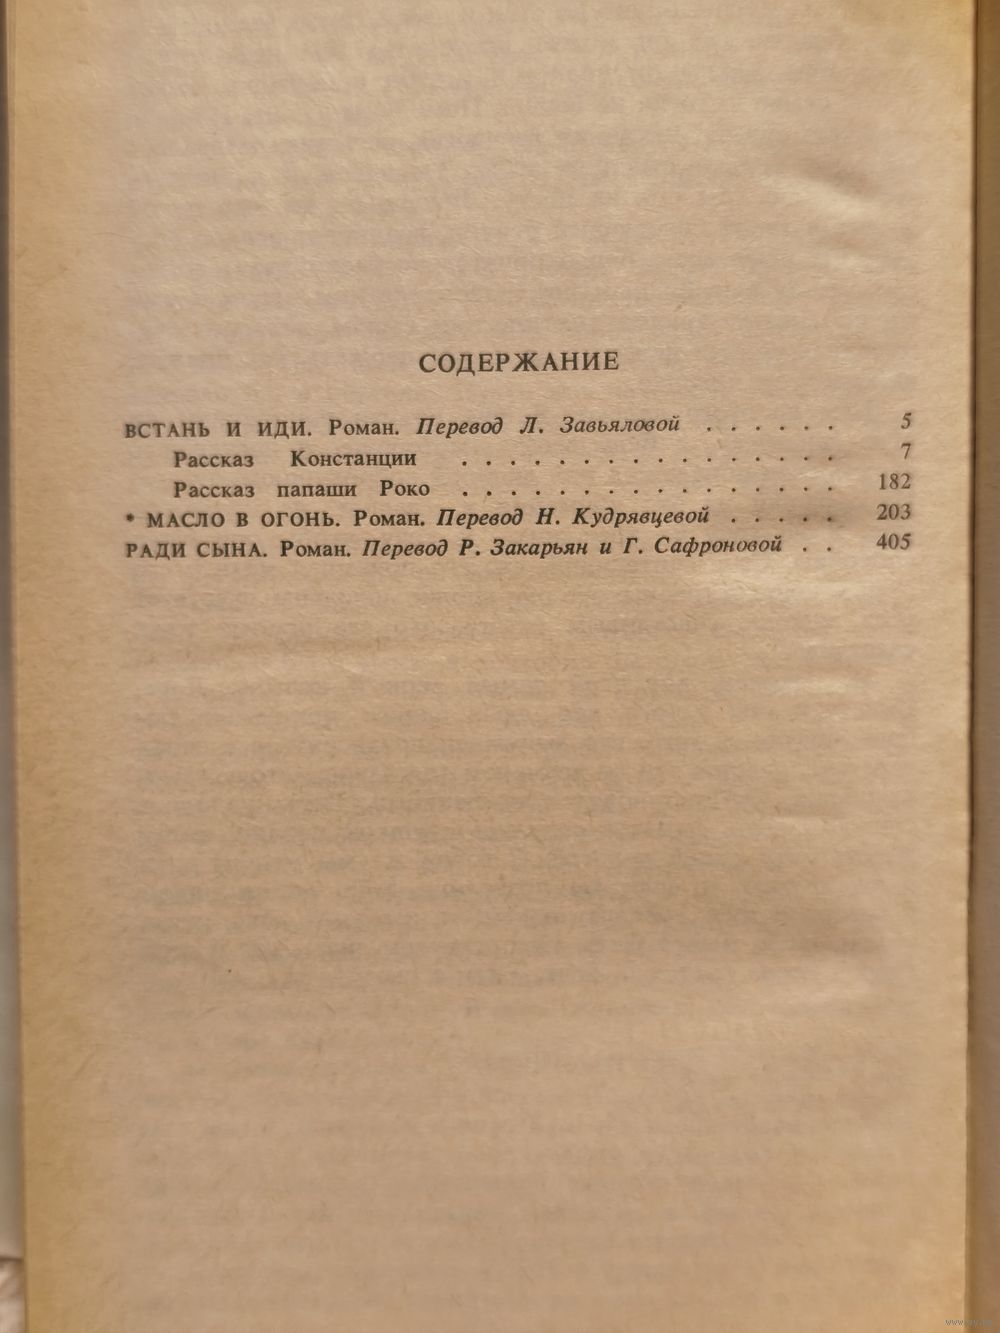 СОДЕРЖАНИЕ
ВСТАНЬ И ИДИ. Роман. Перевод Л. Завьяловой . . . . . . 5
Рассказ Констанции . . . . . . . . . . . . . . . . 7
Рассказ папаши Роко . . . . . . . . . . . . . . . . 182
* МАСЛО В ОГОНЬ. Роман. Перевод Н. Кудрявцевой . . . . . 203
РАДИ СЫНА. Роман. Перевод Р. Закарьян и Г. Сафроновой . . 405